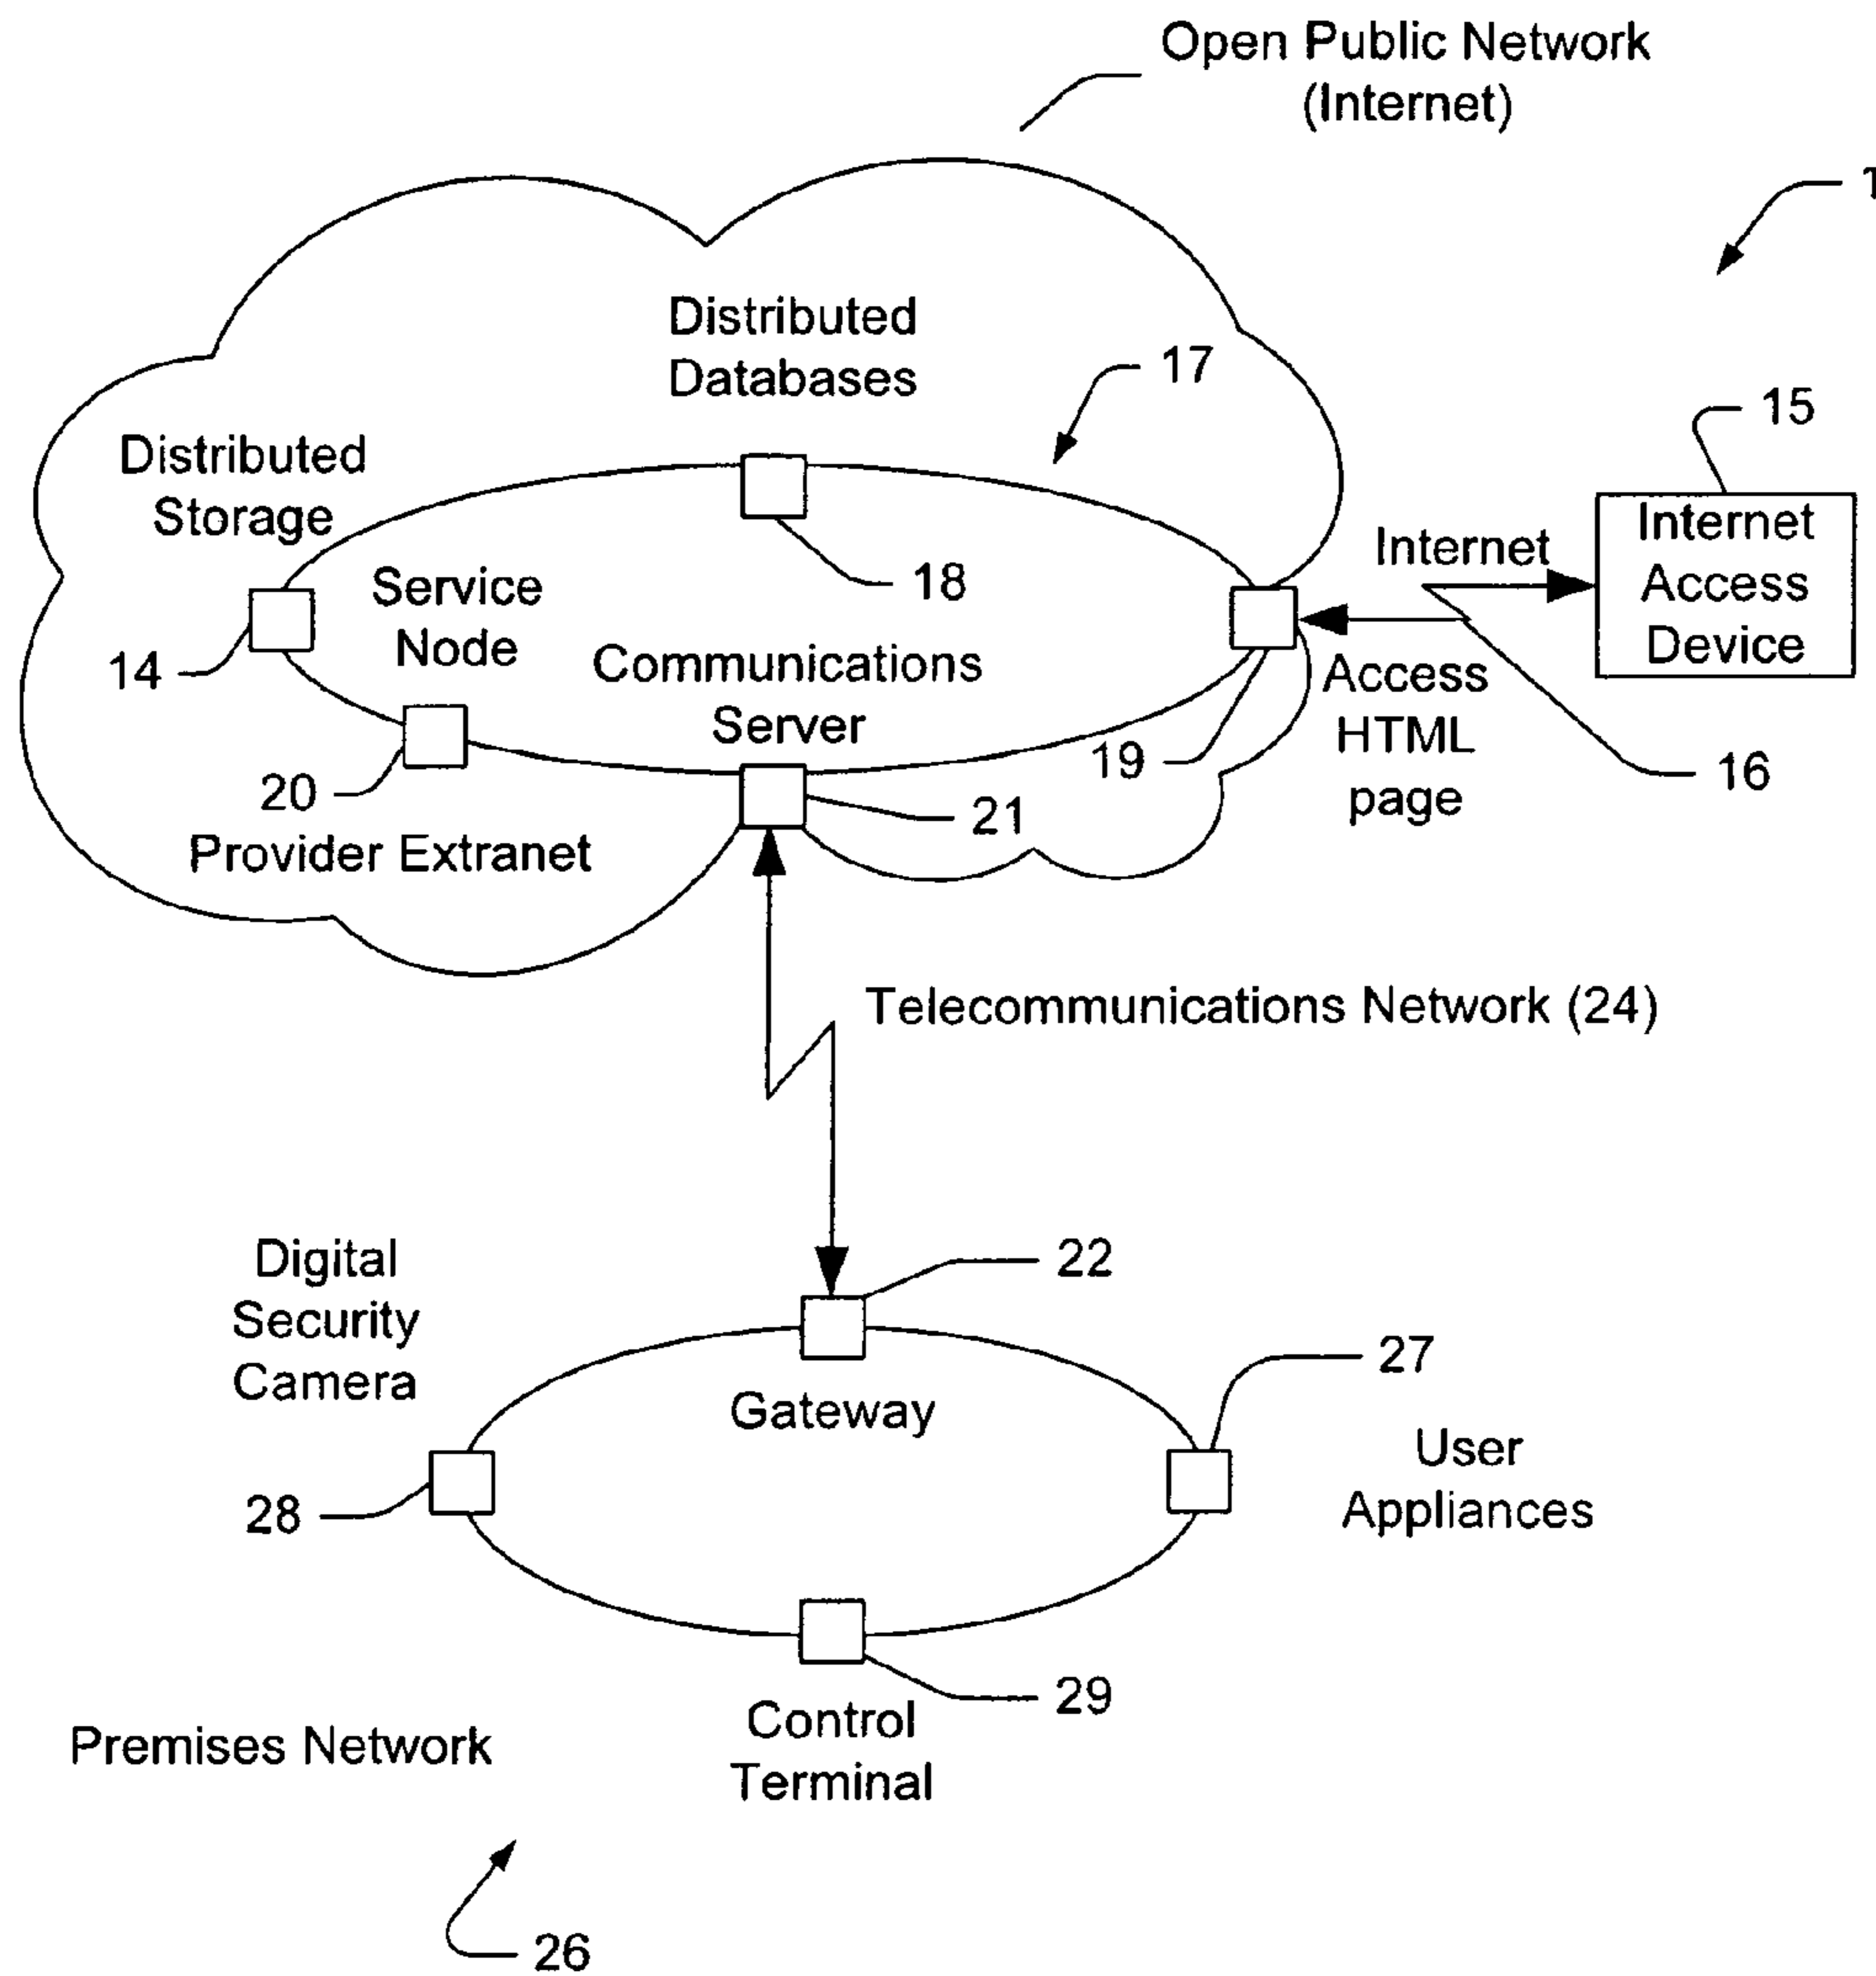 Open Public Network
(Internet)
Distributed
Databases
17
15
Distributed
Storage
Internet
Access
Device
Internet
18
Service
Node
14
Communications
Server
Access
HTML
page
19
16
20
21
Provider Extranet
Telecommunications Network (24)
Digital
Security
Camera
22
27
Gateway
User
Appliances
28
29
Control
Terminal
Premises Network
26